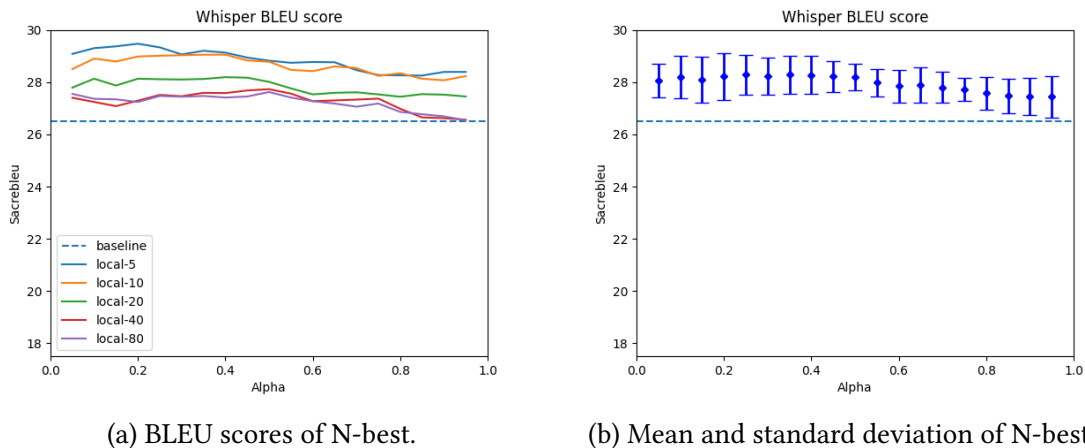 Whisper BLEU score
30
28
26
24
22
20
18
Sacrebleu
baseline
local-5
local-10
local-20
local-40
local-80
0.0 0.2 0.4 0.6 0.8 1.0
Alpha
(a) BLEU scores of N-best.
Whisper BLEU score
30
28
26
24
22
20
18
Sacrebleu
0.0 0.2 0.4 0.6 0.8 1.0
Alpha
(b) Mean and standard deviation of N-best